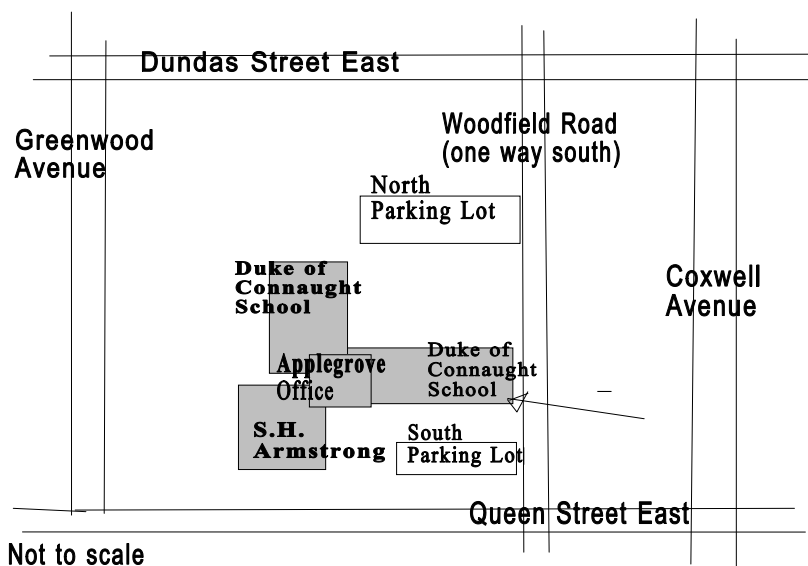 Dundas Street East
Greenwood
Avenue
Woodfield Road
(one way south)
North
Parking Lot
Duke of
Connaught
School
Coxwell
Avenue
Applegrove
Office
Duke of
Connaught
School
S.H.
Armstrong
South
Parking Lot
Queen Street East
Not to scale